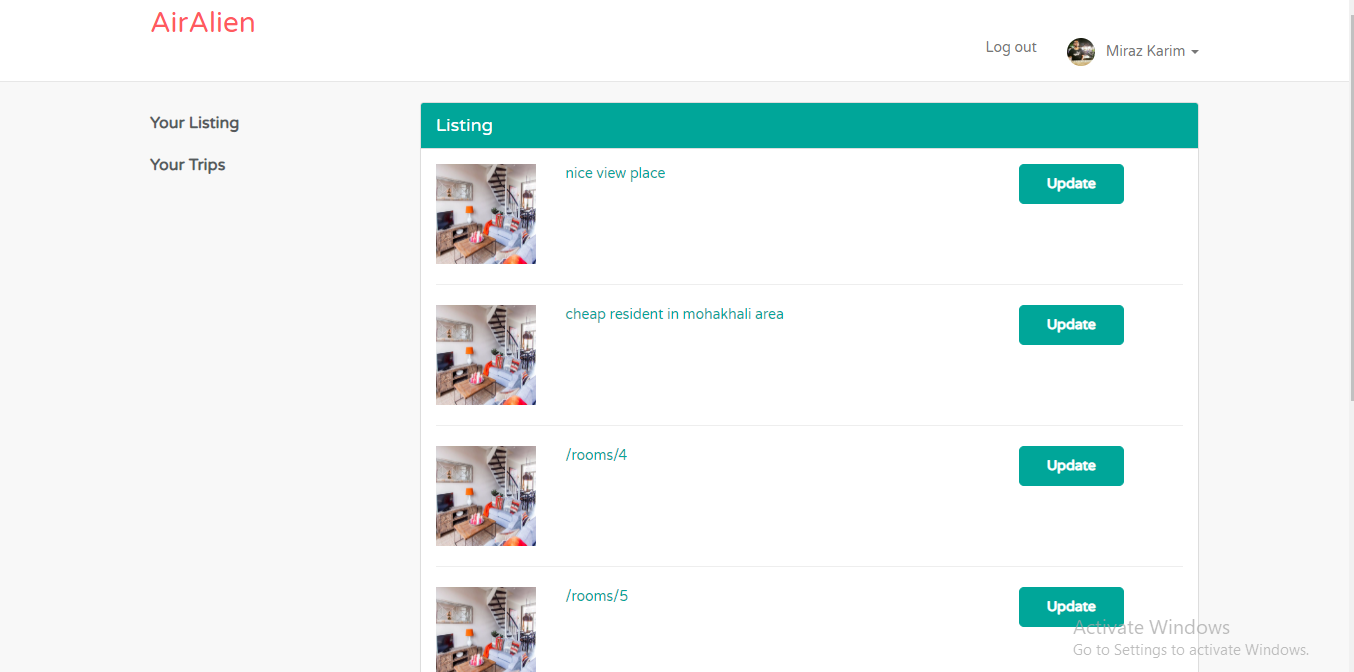 AirAlien
Log out
Miraz Karim
Your Listing
Your Trips
Listing
nice view place
Update
cheap resident in mohakhali area
Update
/rooms/4
Update
/rooms/5
Update
Activate Windows
Go to Settings to activate Windows.